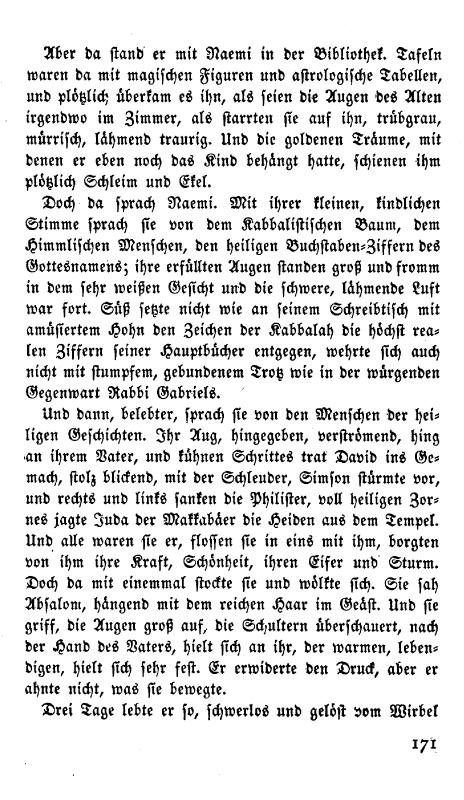 Aber da stand er mit Naemi in der Bibliothek. Tafeln
waren da mit magischen Figuren und astrologische Tabellen,
und plötzlich überkam es ihn, als seien die Augen des Alten
irgendwo im Zimmer, als starrten sie auf ihn, trübgrau,
mürrisch, lähmend traurig. Und die goldenen Träume, mit
denen er eben noch das Kind behängt hatte, schienen ihm
plötzlich Schleim und Ekel.
Doch da sprach Naemi. Mit ihrer kleinen, kindlichen
Stimme sprach sie von dem Kabbalistischen Baum, dem
Himmlischen Menschen, den heiligen Buchstaben-Ziffern des
Gottesnamens; ihre erfüllten Augen standen groß und fromm
in dem sehr weißen Gesicht und die schwere, lähmende Luft
war fort. Süß setzte nicht wie an seinem Schreibtisch mit
amüsiertem Hohn den Zeichen der Kabbalah die höchst rea-
len Ziffern seiner Hauptbücher entgegen, wehrte sich auch
nicht mit stumpfem, gebundenem Trotz wie in der würgenden
Gegenwart Rabbi Gabriels.
Und dann, belebter, sprach sie von den Menschen der hei-
ligen Geschichten. Ihr Aug, hingegeben, verströmend, hing
an ihrem Vater, und kühnen Schrittes trat David ins Ge-
mach, stolz blickend, mit der Schleuder, Simson stürmte vor,
und rechts und links sanken die Philister, voll heiligen Zor-
nes jagte Juda der Makkabäer die Heiden aus dem Tempel.
Und alle waren sie er, flossen sie in eins mit ihm, borgten
von ihm ihre Kraft, Schönheit, ihren Eifer und Sturm.
Doch da mit einemmal stockte sie und wölkte sich. Sie sah
Absalom, hängend mit dem reichen Haar im Geäst. Und sie
griff, die Augen groß auf, die Schultern überschauert, nach
der Hand des Vaters, hielt sich an ihr, der warmen, leben-
digen, hielt sich sehr fest. Er erwiderte den Druck, aber er
ahnte nicht, was sie bewegte.
Drei Tage lebte er so, schwerlos und gelöst vom Wirbel
171